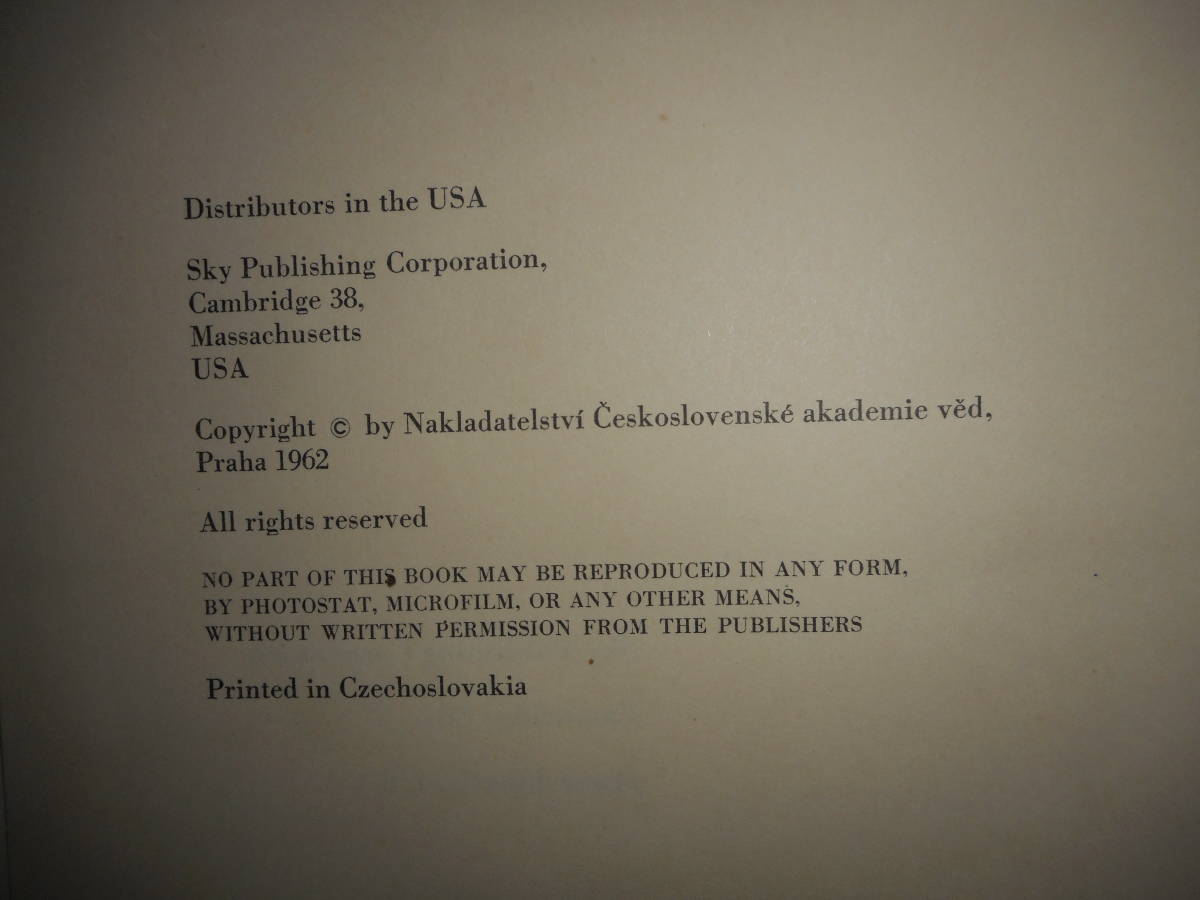 Distributors in the USA
Sky Publishing Corporation,
Cambridge 38,
Massachusetts
USA
Copyright © by Nakladatelství Československé akademie věd,
Praha 1962
All rights reserved
NO PART OF THIS BOOK MAY BE REPRODUCED IN ANY FORM,
BY PHOTOSTAT, MICROFILM, OR ANY OTHER MEANS,
WITHOUT WRITTEN PERMISSION FROM THE PUBLISHERS
Printed in Czechoslovakia